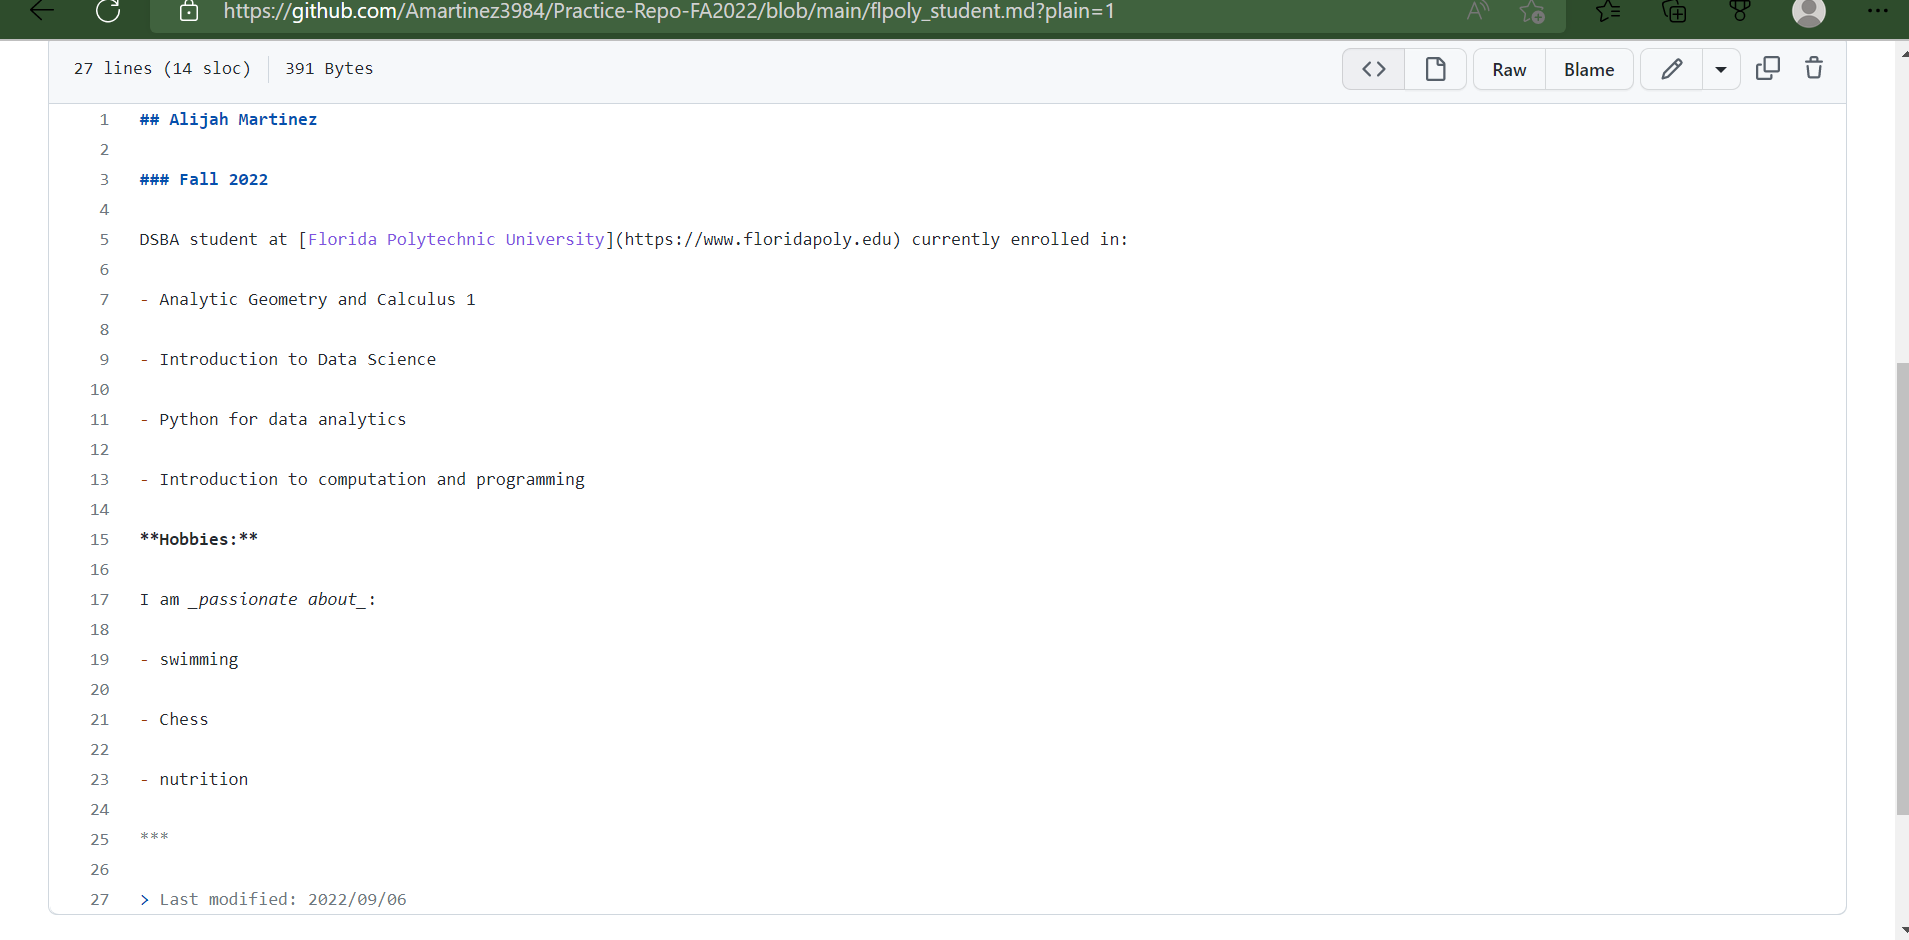 https://github.com/Amartinez3984/Practice-Repo-FA2022/blob/main/flpoly_student.md?plain=1
27 lines (14 sloc) 391 Bytes Raw Blame
1 ## Alijah Martinez
2
3 ### Fall 2022
4
5 DSBA student at [Florida Polytechnic University](https://www.floridapoly.edu) currently enrolled in:
6
7 - Analytic Geometry and Calculus 1
8
9 - Introduction to Data Science
10
11 - Python for data analytics
12
13 - Introduction to computation and programming
14
15 **Hobbies:**
16
17 I am _passionate about_:
18
19 - swimming
20
21 - Chess
22
23 - nutrition
24
25 ***
26
27 > Last modified: 2022/09/06